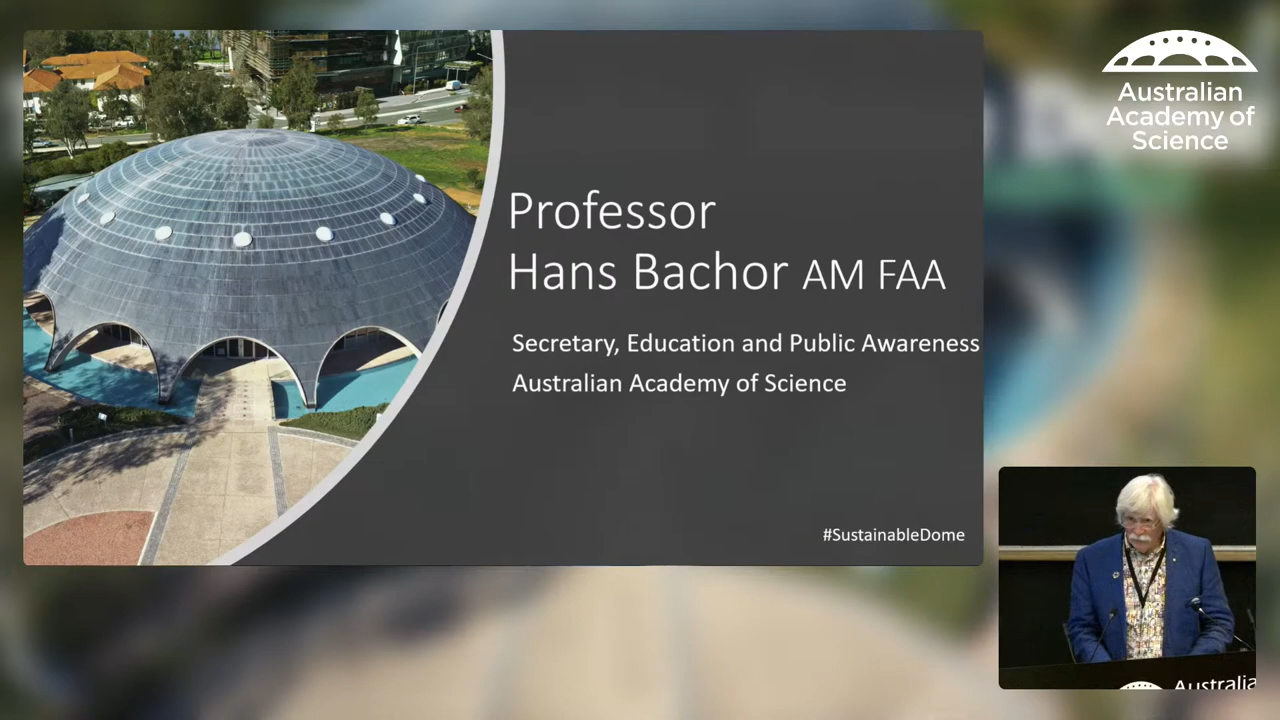 Professor
Hans Bachor AM FAA
Secretary, Education and Public Awareness
Australian Academy of Science
#SustainableDome
Australian
Academy of
Science
Australia